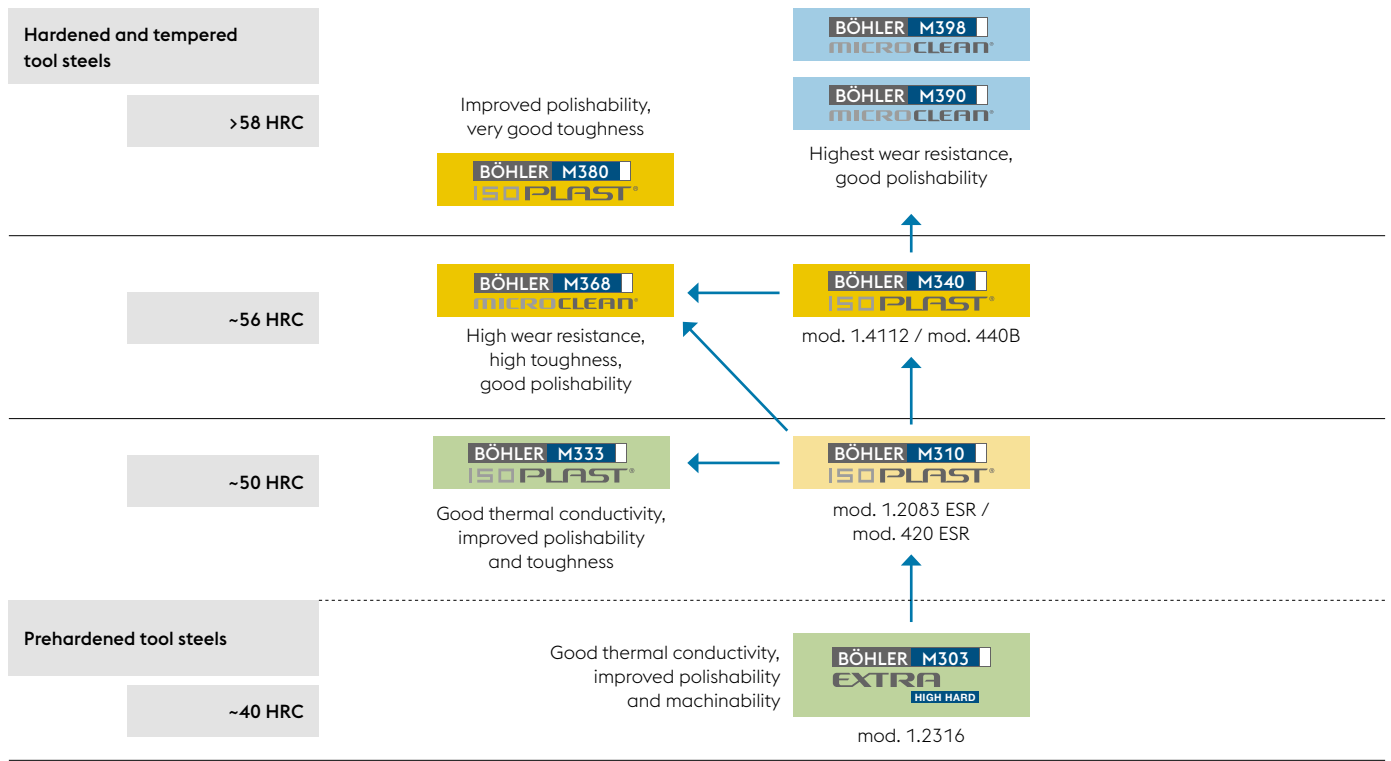 Hardened and tempered
tool steels
>58 HRC
Improved polishability,
very good toughness
BÖHLER M380
ISOPLAST®
BÖHLER M398
MICROCLEAN®
BÖHLER M390
MICROCLEAN®
Highest wear resistance,
good polishability
~56 HRC
BÖHLER M368
MICROCLEAN®
High wear resistance,
high toughness,
good polishability
BÖHLER M340
ISOPLAST®
mod. 1.4112 / mod. 440B
~50 HRC
BÖHLER M333
ISOPLAST®
Good thermal conductivity,
improved polishability
and toughness
BÖHLER M310
ISOPLAST®
mod. 1.2083 ESR /
mod. 420 ESR
Prehardened tool steels
~40 HRC
Good thermal conductivity,
improved polishability
and machinability
BÖHLER M303
EXTRA
HIGH HARD
mod. 1.2316